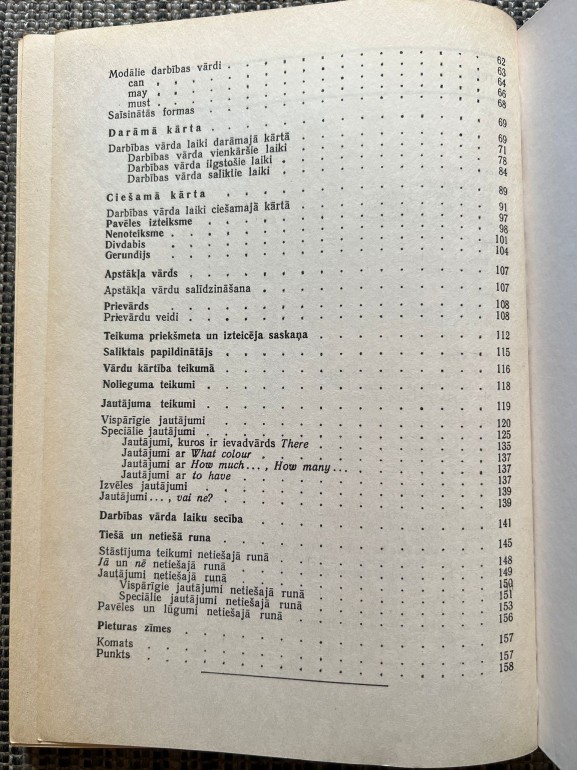 Modālie darbības vārdi . . . . . . . . . . 62
can . . . . . . . . . . 63
may . . . . . . . . . . 64
must . . . . . . . . . . 66
Saīsinātās formas . . . . . . . . . . 68
Darāmā kārta . . . . . . . . . . 69
Darbības vārda laiki darāmajā kārtā . . . . . . . . 69
Darbības vārda vienkāršie laiki . . . . . . . . 71
Darbības vārda ilgstošie laiki . . . . . . . . 78
Darbības vārda saliktie laiki . . . . . . . . 84
Ciešamā kārta . . . . . . . . . . 89
Darbības vārda laiki ciešamajā kārtā . . . . . . . . 91
Pavēles izteiksme . . . . . . . . . . 97
Nenoteiksme . . . . . . . . . . 98
Divdabis . . . . . . . . . . 101
Gerundijs . . . . . . . . . . 104
Apstākļa vārds . . . . . . . . . . 107
Apstākļa vārdu salīdzināšana . . . . . . . . 107
Prievārds . . . . . . . . . . 108
Prievārdu veidi . . . . . . . . . . 108
Teikuma priekšmeta un izteicēja saskaņa . . . . . . . 112
Saliktais papildinātājs . . . . . . . . . . 115
Vārdu kārtība teikumā . . . . . . . . . . 116
Nolieguma teikumi . . . . . . . . . . 118
Jautājuma teikumi . . . . . . . . . . 119
Vispārīgie jautājumi . . . . . . . . . . 120
Speciālie jautājumi . . . . . . . . . . 125
Jautājumi, kuros ir ievadvārds There . . . . . . . 135
Jautājumi ar What colour . . . . . . . . 137
Jautājumi ar How much..., How many... . . . . . . 137
Jautājumi ar to have . . . . . . . . 137
Izvēles jautājumi . . . . . . . . . . 139
Jautājumi..., vai ne? . . . . . . . . . . 139
Darbības vārda laiku secība . . . . . . . . 141
Tiešā un netiešā runa . . . . . . . . . . 145
Stāstījuma teikumi netiešajā runā . . . . . . . . 148
Jā un nē netiešajā runā . . . . . . . . 149
Jautājumi netiešajā runā . . . . . . . . 150
Vispārīgie jautājumi netiešajā runā . . . . . . . 151
Speciālie jautājumi netiešajā runā . . . . . . . 153
Pavēles un lūgumi netiešajā runā . . . . . . . . 156
Pieturas zīmes . . . . . . . . . . 157
Komats . . . . . . . . . . 157
Punkts . . . . . . . . . . 158